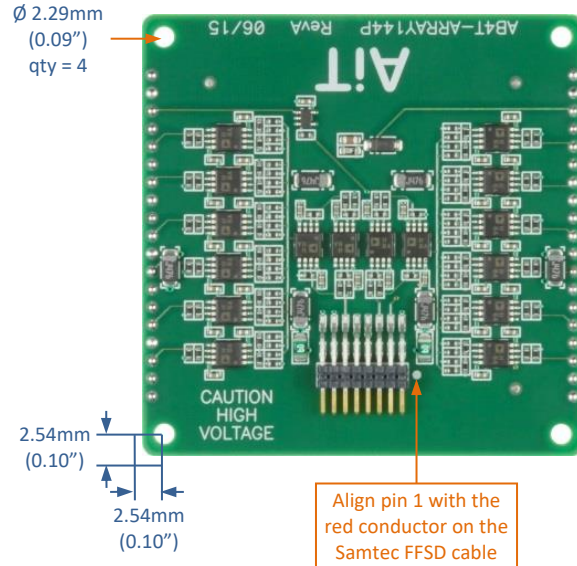 Ø 2.29mm
(0.09”)
qty = 4
AB4T-ARRAY144P RevA 06/15
AiT
CAUTION
HIGH
VOLTAGE
2.54mm
(0.10”)
2.54mm
(0.10”)
Align pin 1 with the
red conductor on the
Samtec FFSD cable